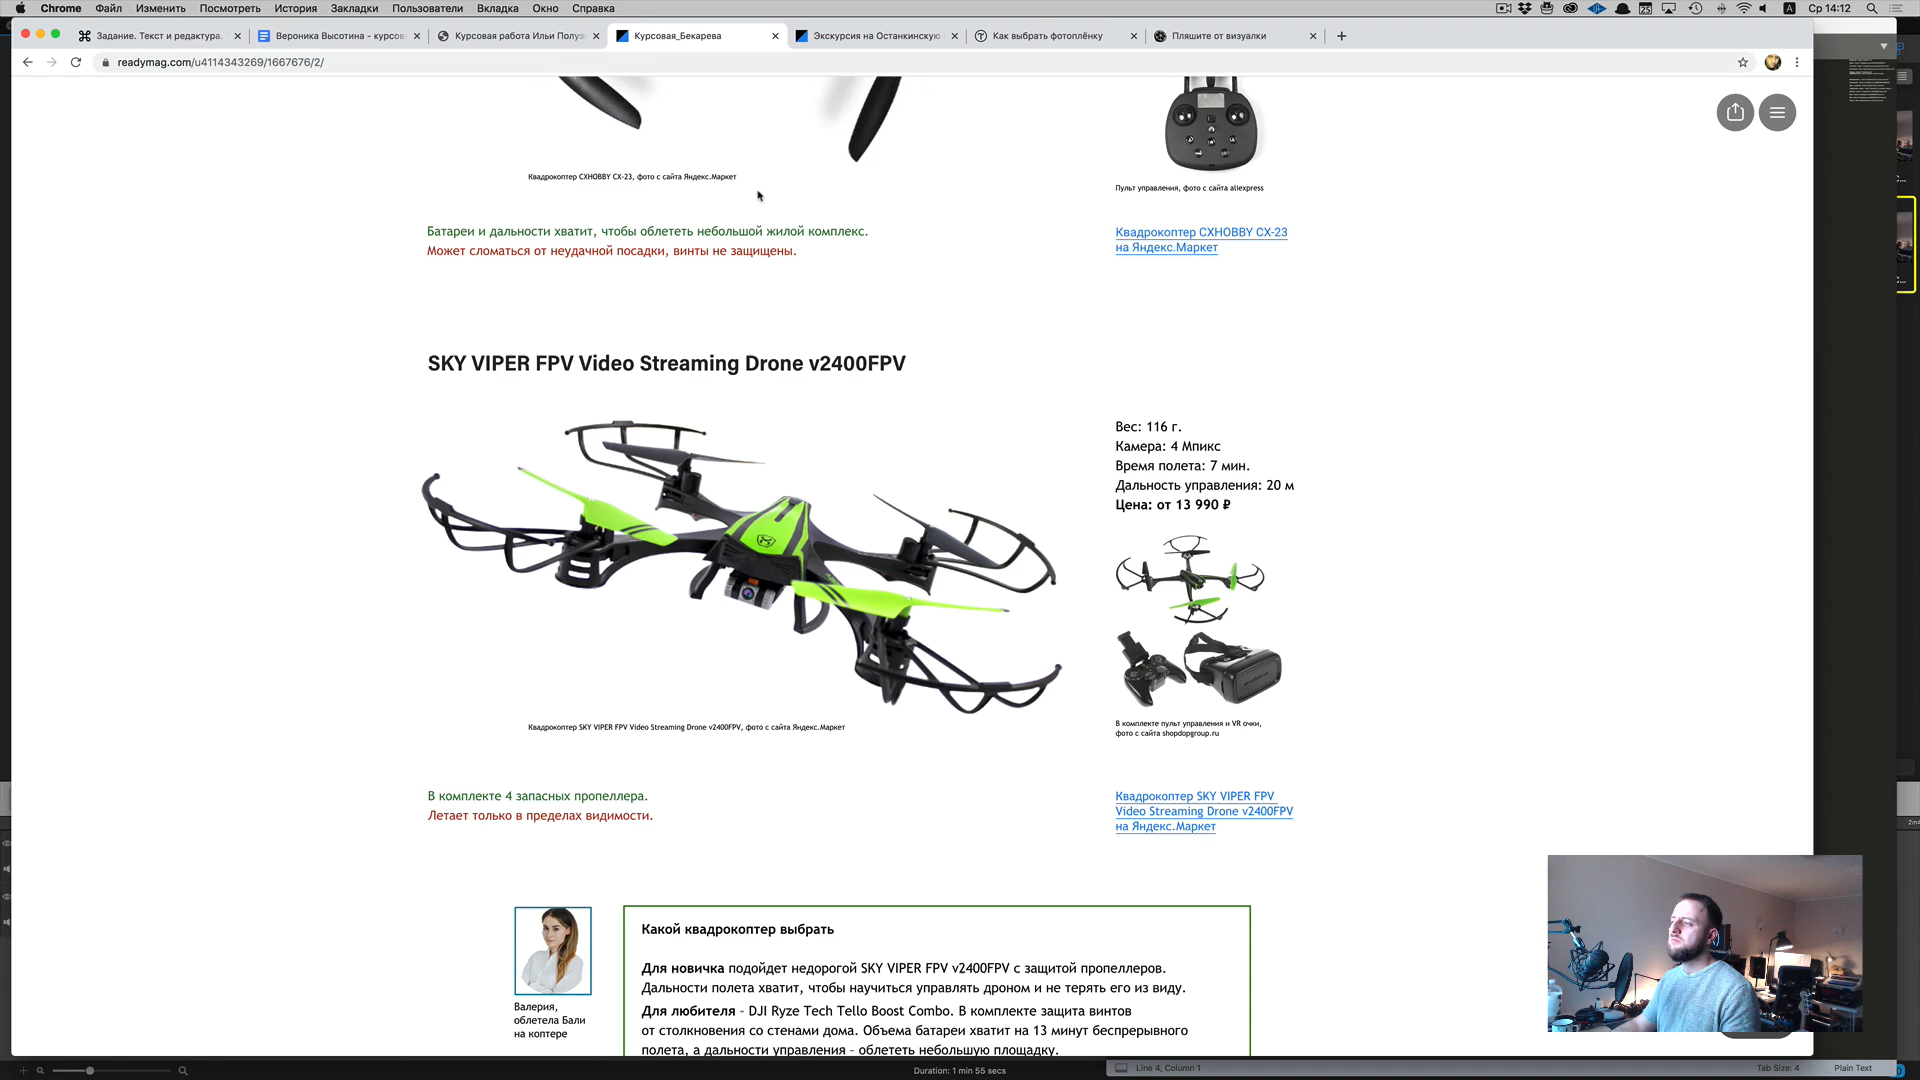 Chrome Файл Изменить Посмотреть История Закладки Пользователи Вкладка Окно Справка
Ср 14:12
Задание. Текст и редактура.
Вероника Высотина - курсов
Курсовая работа Ильи Полуэ
Курсовая_Бекарева
Экскурсия на Останкинскую
Как выбрать фотоплёнку
Пляшите от визуалки
readymag.com/u4114343269/1667676/2/
Квадрокоптер CXHOBBY CX-23, фото с сайта Яндекс.Маркет
Пульт управления, фото с сайта aliexpress
Батареи и дальности хватит, чтобы облететь небольшой жилой комплекс.
Может сломаться от неудачной посадки, винты не защищены.
Квадрокоптер CXHOBBY CX-23
на Яндекс.Маркет
SKY VIPER FPV Video Streaming Drone v2400FPV
Вес: 116 г.
Камера: 4 Мпикс
Время полета: 7 мин.
Дальность управления: 20 м
Цена: от 13 990 ₽
Квадрокоптер SKY VIPER FPV Video Streaming Drone v2400FPV, фото с сайта Яндекс.Маркет
В комплекте пульт управления и VR очки,
фото с сайта shopdopgroup.ru
В комплекте 4 запасных пропеллера.
Летает только в пределах видимости.
Квадрокоптер SKY VIPER FPV
Video Streaming Drone v2400FPV
на Яндекс.Маркет
Валерия,
облетела Бали
на коптере
Какой квадрокоптер выбрать
Для новичка подойдет недорогой SKY VIPER FPV v2400FPV с защитой пропеллеров.
Дальности полета хватит, чтобы научиться управлять дроном и не терять его из виду.
Для любителя – DJI Ryze Tech Tello Boost Combo. В комплекте защита винтов
от столкновения со стенами дома. Объема батареи хватит на 13 минут беспрерывного
полета, а дальности управления – облететь небольшую площадку.
Duration: 1 min 55 secs
Line 4, Column 1
Tab Size: 4
Plain Text